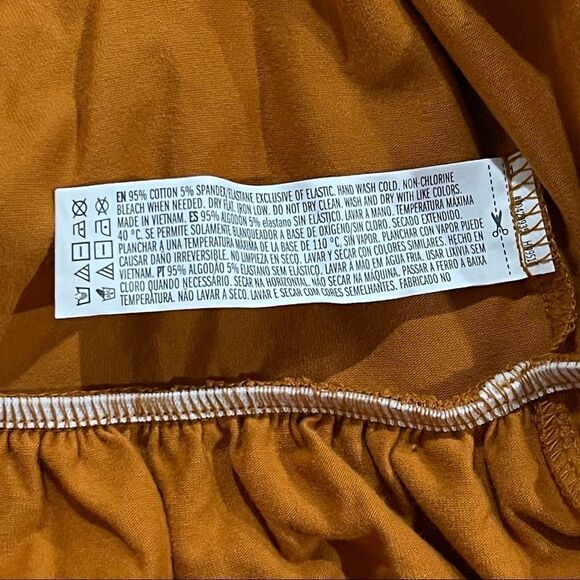 EN 95% COTTON 5% SPANDEX/ELASTANE EXCLUSIVE OF ELASTIC. HAND WASH COLD. NON-CHLORINE
BLEACH WHEN NEEDED. DRY FLAT. IRON LOW. DO NOT DRY CLEAN. WASH AND DRY WITH LIKE COLORS.
MADE IN VIETNAM. ES 95% ALGODÓN 5% elastano SIN ELÁSTICO. LAVAR A MANO. TEMPERATURA MÁXIMA
40 °C. SE PERMITE SOLAMENTE BLANQUEADOR A BASE DE OXÍGENO/SIN CLORO. SECADO EXTENDIDO.
PLANCHAR A UNA TEMPERATURA MÁXIMA DE LA BASE DE 110 °C, SIN VAPOR. PLANCHAR CON VAPOR PUEDE
CAUSAR DAÑO IRREVERSIBLE. NO LIMPIEZA EN SECO. LAVAR Y SECAR CON COLORES SIMILARES. HECHO EN
VIETNAM. PT 95% ALGODÃO 5% ELASTANO SEM ELÁSTICO. LAVAR À MÃO EM AGUA FRIA. USAR LIXIVIA SEM
CLORO QUANDO NECESSÁRIO. SECAR NA HORIZONTAL. NÃO SECAR NA MÁQUINA. PASSAR A FERRO A BAIXA
TEMPERATURA. NÃO LAVAR A SECO. LAVAR E SECAR COM CORES SEMELHANTES. FABRICADO NO